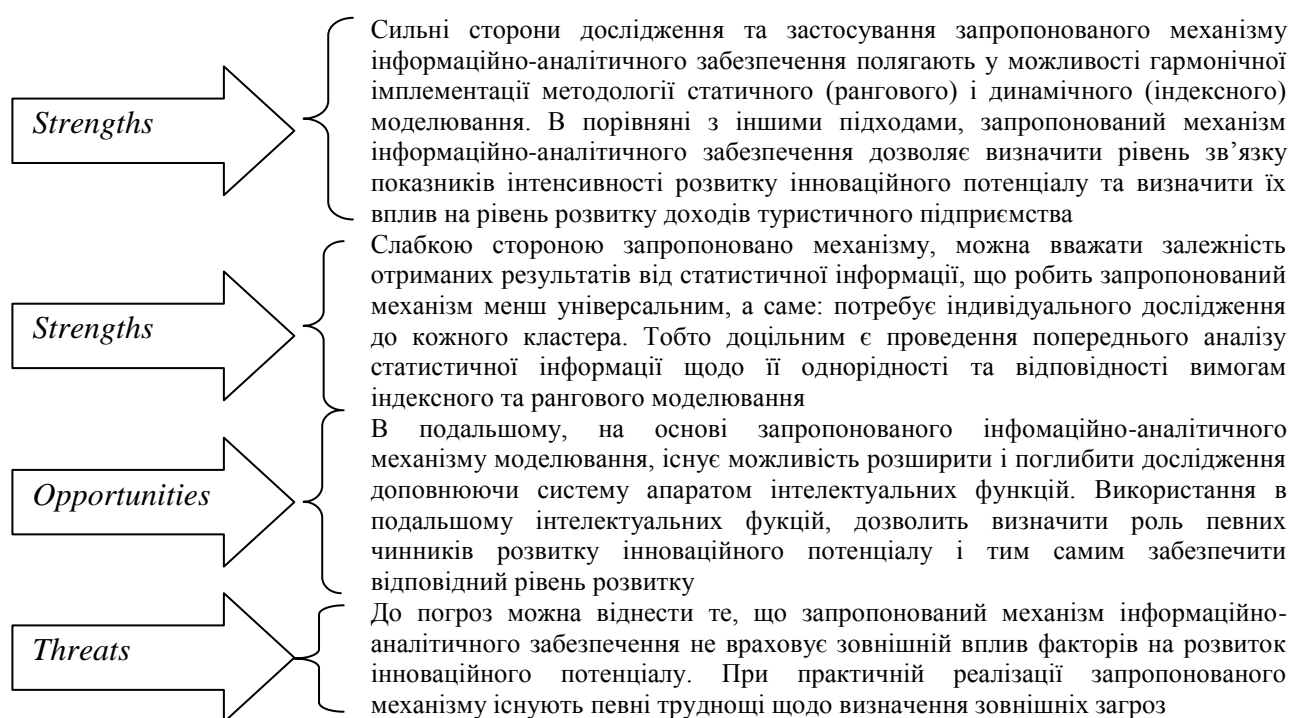 Strengths
Сильні сторони дослідження та застосування запропонованого механізму
інформаційно-аналітичного забезпечення полягають у можливості гармонічної
імплементації методології статичного (рангового) і динамічного (індексного)
моделювання. В порівняні з іншими підходами, запропонований механізм
інформаційно-аналітичного забезпечення дозволяє визначити рівень зв’язку
показників інтенсивності розвитку інноваційного потенціалу та визначити їх
вплив на рівень розвитку доходів туристичного підприємства
Strengths
Слабкою стороною запропоновано механізму, можна вважати залежність
отриманих результатів від статистичної інформації, що робить запропонований
механізм менш універсальним, а саме: потребує індивідуального дослідження
до кожного кластера. Тобто доцільним є проведення попереднього аналізу
статистичної інформації щодо її однорідності та відповідності вимогам
індексного та рангового моделювання
Opportunities
В подальшому, на основі запропонованого інфомаційно-аналітичного
механізму моделювання, існує можливість розширити і поглибити дослідження
доповнюючи систему апаратом інтелектуальних функцій. Використання в
подальшому інтелектуальних фукцій, дозволить визначити роль певних
чинників розвитку інноваційного потенціалу і тим самим забезпечити
відповідний рівень розвитку
Threats
До погроз можна віднести те, що запропонований механізм інформаційно-
аналітичного забезпечення не враховує зовнішній вплив факторів на розвиток
інноваційного потенціалу. При практичній реалізації запропонованого
механізму існують певні труднощі щодо визначення зовнішніх загроз